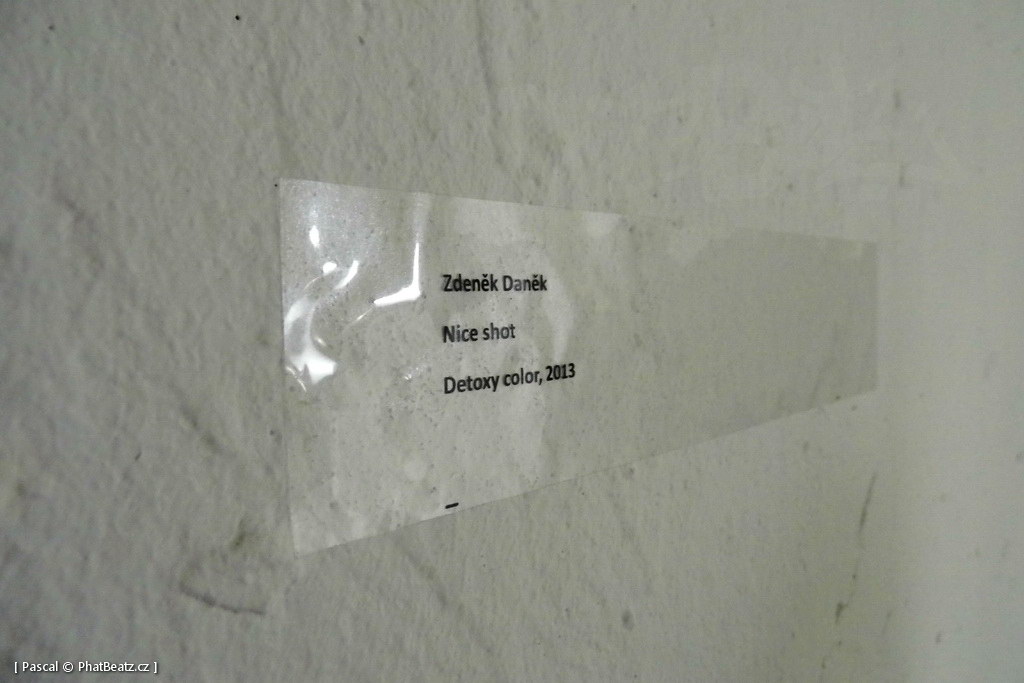 Zdeněk Daněk
Nice shot
Detoxy color, 2013
[ Pascal © PhatBeatz.cz ]